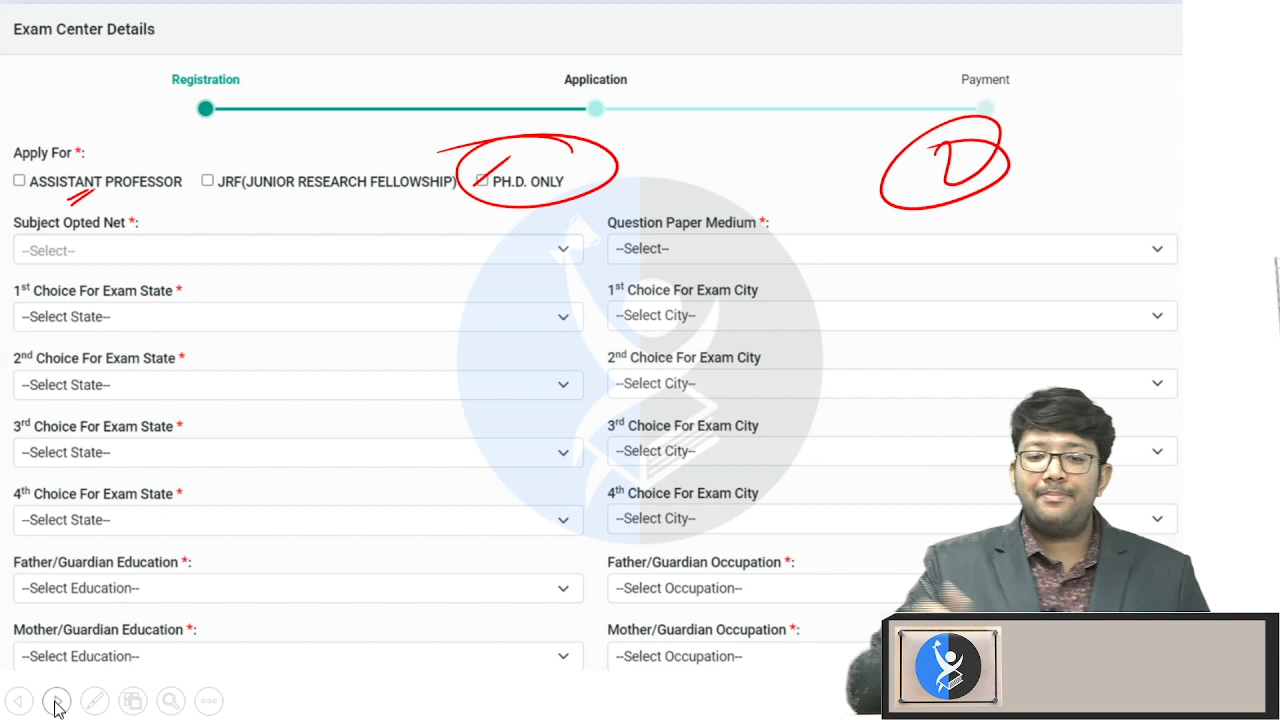 Exam Center Details
Registration Application Payment
Apply For *:
ASSISTANT PROFESSOR JRF(JUNIOR RESEARCH FELLOWSHIP) PH.D. ONLY
Subject Opted Net *: Question Paper Medium *:
--Select-- --Select--
1st Choice For Exam State * 1st Choice For Exam City
--Select State-- --Select City--
2nd Choice For Exam State * 2nd Choice For Exam City
--Select State-- --Select City--
3rd Choice For Exam State * 3rd Choice For Exam City
--Select State-- --Select City--
4th Choice For Exam State * 4th Choice For Exam City
--Select State-- --Select City--
Father/Guardian Education *: Father/Guardian Occupation *:
--Select Education-- --Select Occupation--
Mother/Guardian Education *: Mother/Guardian Occupation *:
--Select Education-- --Select Occupation--